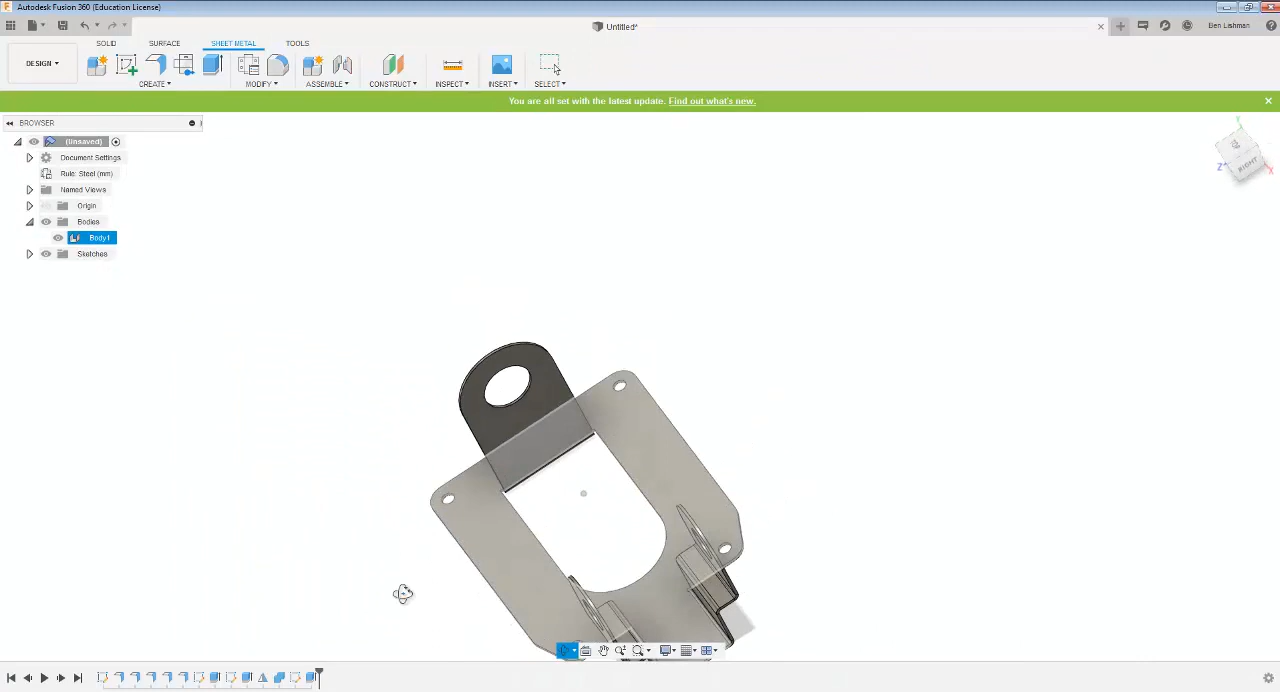 Autodesk Fusion 360 (Education License)
Untitled*
Ben Lishman
DESIGN
SOLID SURFACE SHEET METAL TOOLS
CREATE MODIFY ASSEMBLE CONSTRUCT INSPECT INSERT SELECT
You are all set with the latest update. Find out what's new.
BROWSER
(Unsaved)
Document Settings
Rule: Steel (mm)
Named Views
Origin
Bodies
Body1
Sketches
Y
Z
X
RIGHT